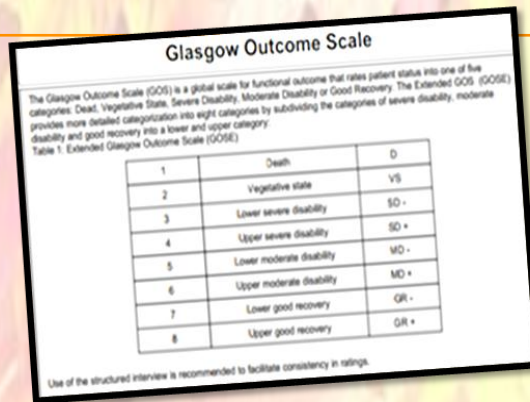 Glasgow Outcome Scale
The Glasgow Outcome Scale (GOS) is a global scale for functional outcome that rates patient status into one of five
categories: Dead, Vegetative State, Severe Disability, Moderate Disability or Good Recovery. The Extended GOS (GOSE)
provides more detailed categorization into eight categories by subdividing the categories of severe disability, moderate
disability and good recovery into a lower and upper category:
Table 1: Extended Glasgow Outcome Scale (GOSE)
1 Death D
2 Vegetative state VS
3 Lower severe disability SD -
4 Upper severe disability SD +
5 Lower moderate disability MD -
6 Upper moderate disability MD +
7 Lower good recovery GR -
8 Upper good recovery GR +
Use of the structured interview is recommended to facilitate consistency in ratings.